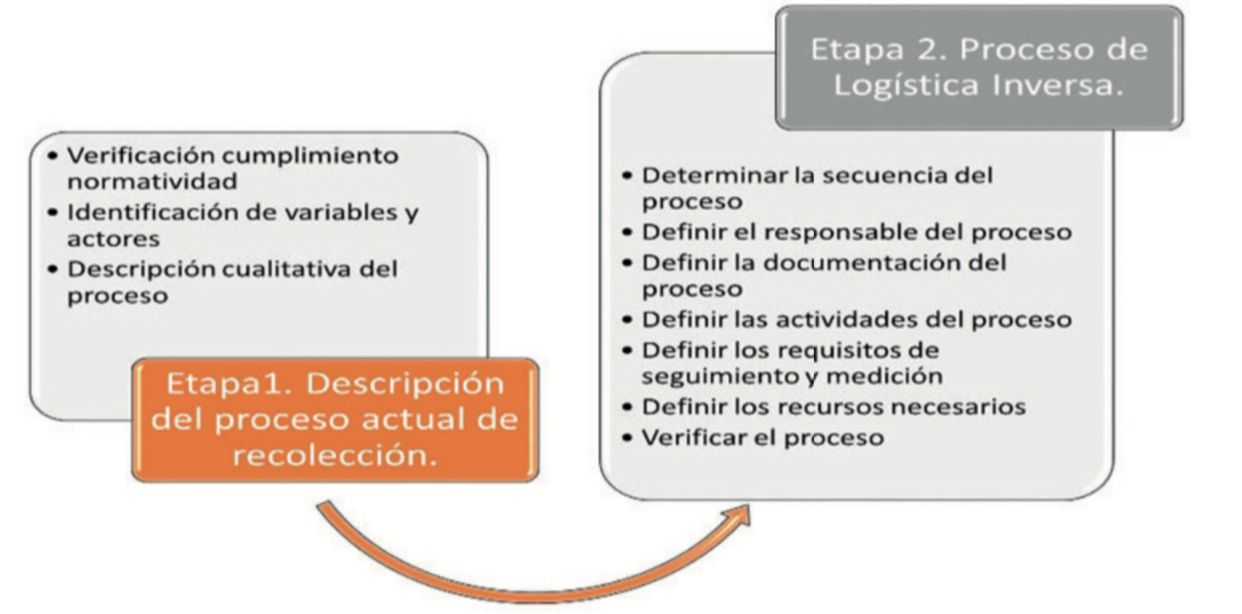 • Verificación cumplimiento
normatividad
• Identificación de variables y
actores
• Descripción cualitativa del
proceso
Etapa1. Descripción
del proceso actual de
recolección.
Etapa 2. Proceso de
Logística Inversa.
• Determinar la secuencia del
proceso
• Definir el responsable del proceso
• Definir la documentación del
proceso
• Definir las actividades del proceso
• Definir los requisitos de
seguimiento y medición
• Definir los recursos necesarios
• Verificar el proceso